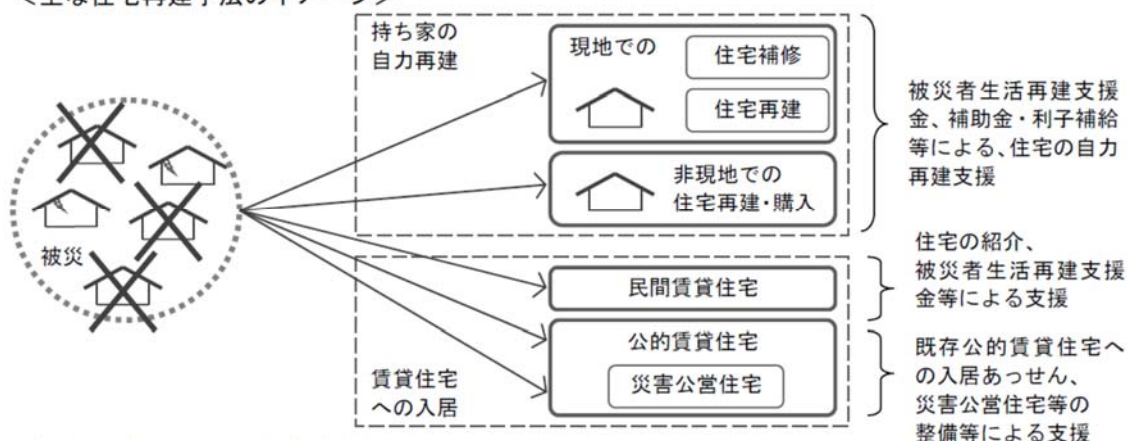 ＜主な住宅再建手法のイメージ＞
持ち家の
自力再建
現地での
住宅補修
住宅再建
非現地での
住宅再建・購入
被災者生活再建支援
金、補助金・利子補給
等による、住宅の自力
再建支援
被災
民間賃貸住宅
住宅の紹介、
被災者生活再建支援
金等による支援
賃貸住宅
への入居
公的賃貸住宅
災害公営住宅
既存公的賃貸住宅へ
の入居あっせん、
災害公営住宅等の
整備等による支援